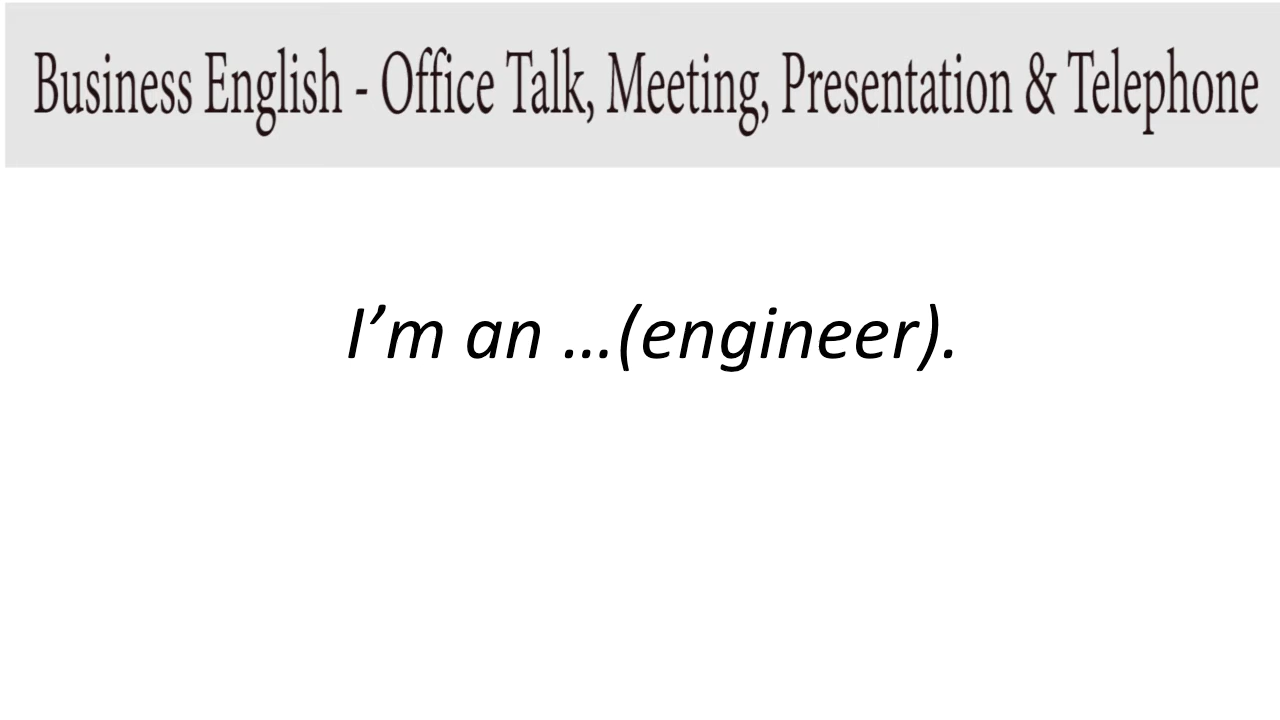 Business English - Office Talk, Meeting, Presentation & Telephone
I’m an …(engineer).